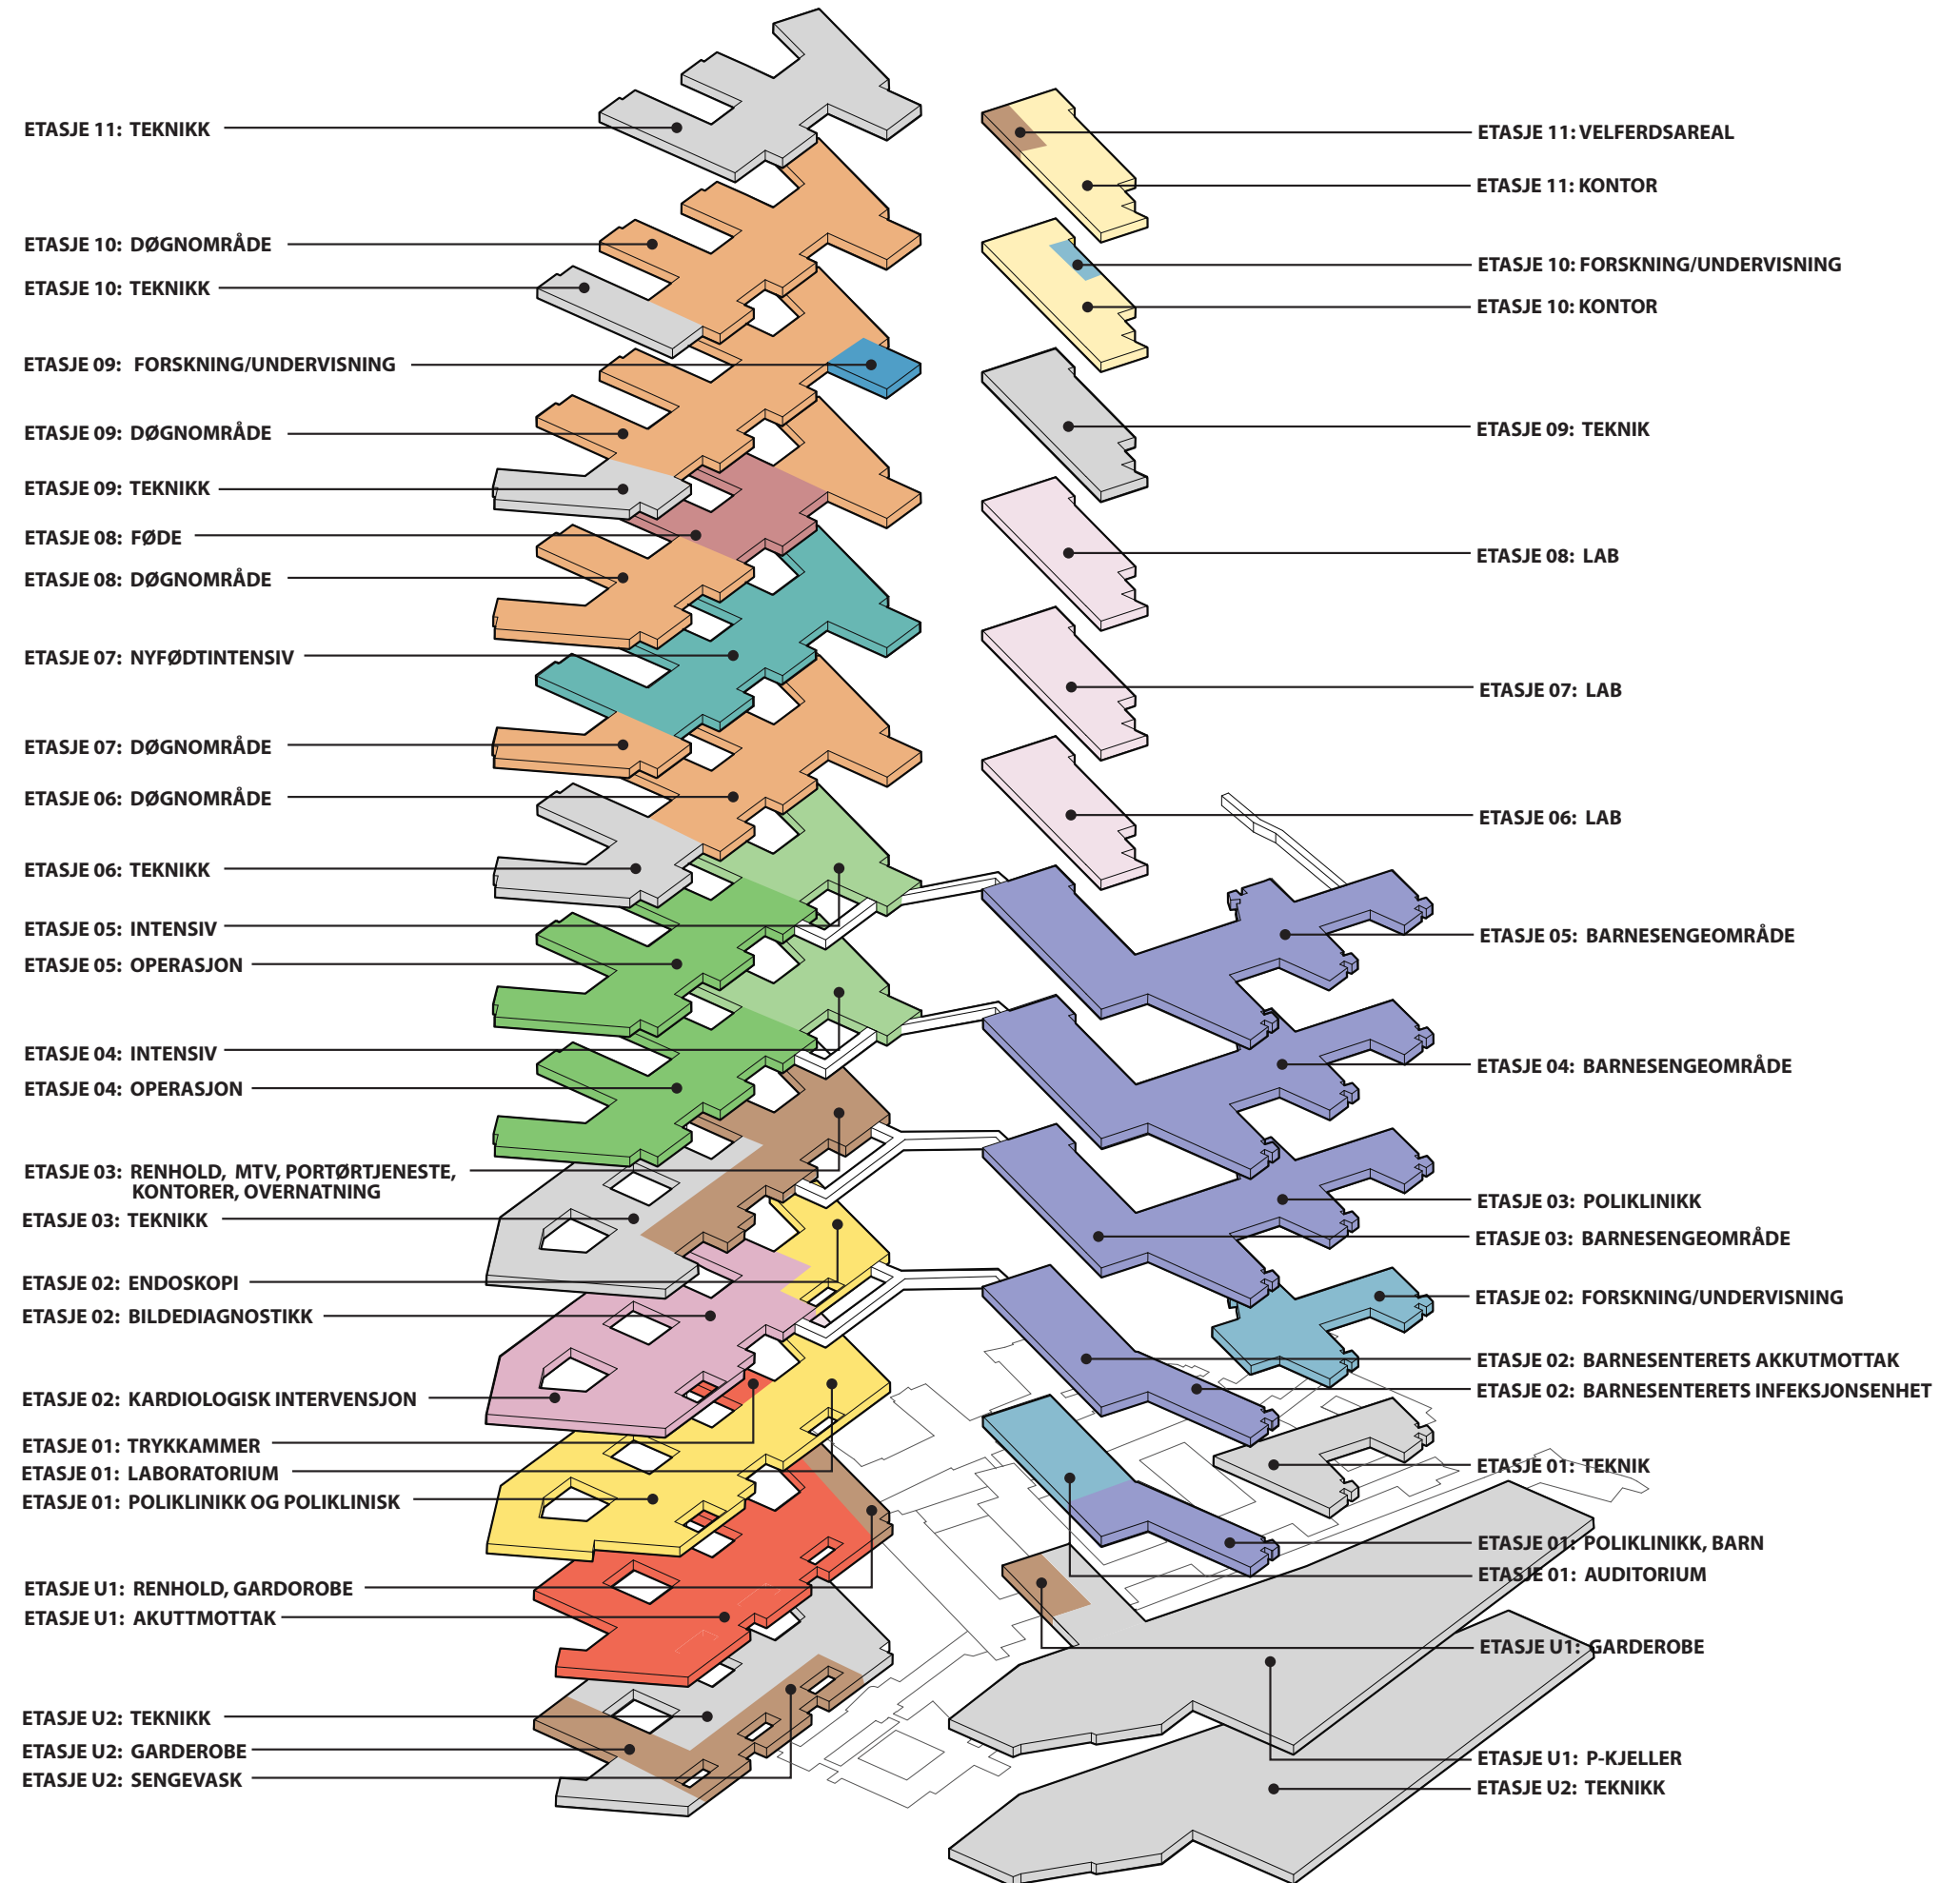 ETASJE 11: TEKNIKK
ETASJE 10: DØGNOMRÅDE
ETASJE 10: TEKNIKK
ETASJE 09: FORSKNING/UNDERVISNING
ETASJE 09: DØGNOMRÅDE
ETASJE 09: TEKNIKK
ETASJE 08: FØDE
ETASJE 08: DØGNOMRÅDE
ETASJE 07: NYFØDTINTENSIV
ETASJE 07: DØGNOMRÅDE
ETASJE 06: DØGNOMRÅDE
ETASJE 06: TEKNIKK
ETASJE 05: INTENSIV
ETASJE 05: OPERASJON
ETASJE 04: INTENSIV
ETASJE 04: OPERASJON
ETASJE 03: RENHOLD, MTV, PORTØRTJENESTE,
KONTORER, OVERNATNING
ETASJE 03: TEKNIKK
ETASJE 02: ENDOSKOPI
ETASJE 02: BILDEDIAGNOSTIKK
ETASJE 02: KARDIOLOGISK INTERVENSJON
ETASJE 01: TRYKKAMMER
ETASJE 01: LABORATORIUM
ETASJE 01: POLIKLINIKK OG POLIKLINISK
ETASJE U1: RENHOLD, GARDOROBE
ETASJE U1: AKUTTMOTTAK
ETASJE U2: TEKNIKK
ETASJE U2: GARDEROBE
ETASJE U2: SENGEVASK
ETASJE 11: VELFERDSAREAL
ETASJE 11: KONTOR
ETASJE 10: FORSKNING/UNDERVISNING
ETASJE 10: KONTOR
ETASJE 09: TEKNIK
ETASJE 08: LAB
ETASJE 07: LAB
ETASJE 06: LAB
ETASJE 05: BARNESENGEOMRÅDE
ETASJE 04: BARNESENGEOMRÅDE
ETASJE 03: POLIKLINIKK
ETASJE 03: BARNESENGEOMRÅDE
ETASJE 02: FORSKNING/UNDERVISNING
ETASJE 02: BARNESENTERETS AKKUTMOTTAK
ETASJE 02: BARNESENTERETS INFEKSJONSENHET
ETASJE 01: TEKNIK
ETASJE 01: POLIKLINIKK, BARN
ETASJE 01: AUDITORIUM
ETASJE U1: GARDEROBE
ETASJE U1: P-KJELLER
ETASJE U2: TEKNIKK